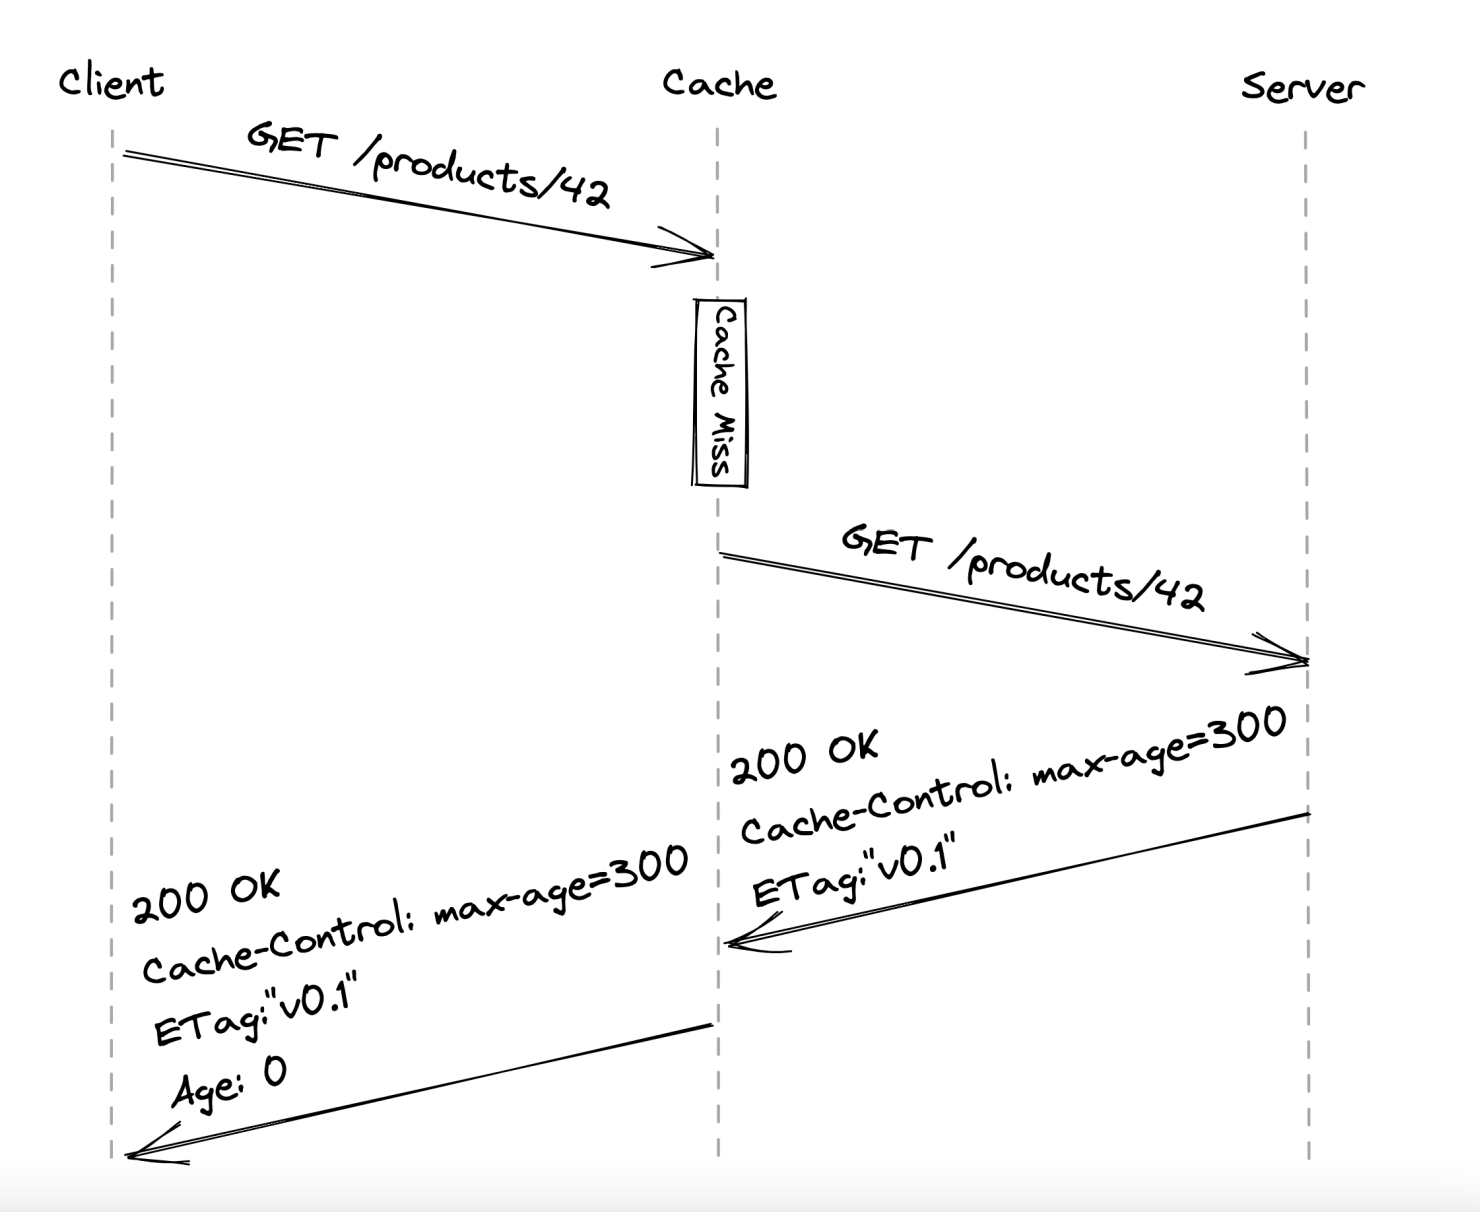 Client
Cache
Server
GET /products/42
Cache Miss
GET /products/42
200 OK
Cache-Control: max-age=300
ETag:"v0.1"
200 OK
Cache-Control: max-age=300
ETag:"v0.1"
Age: 0